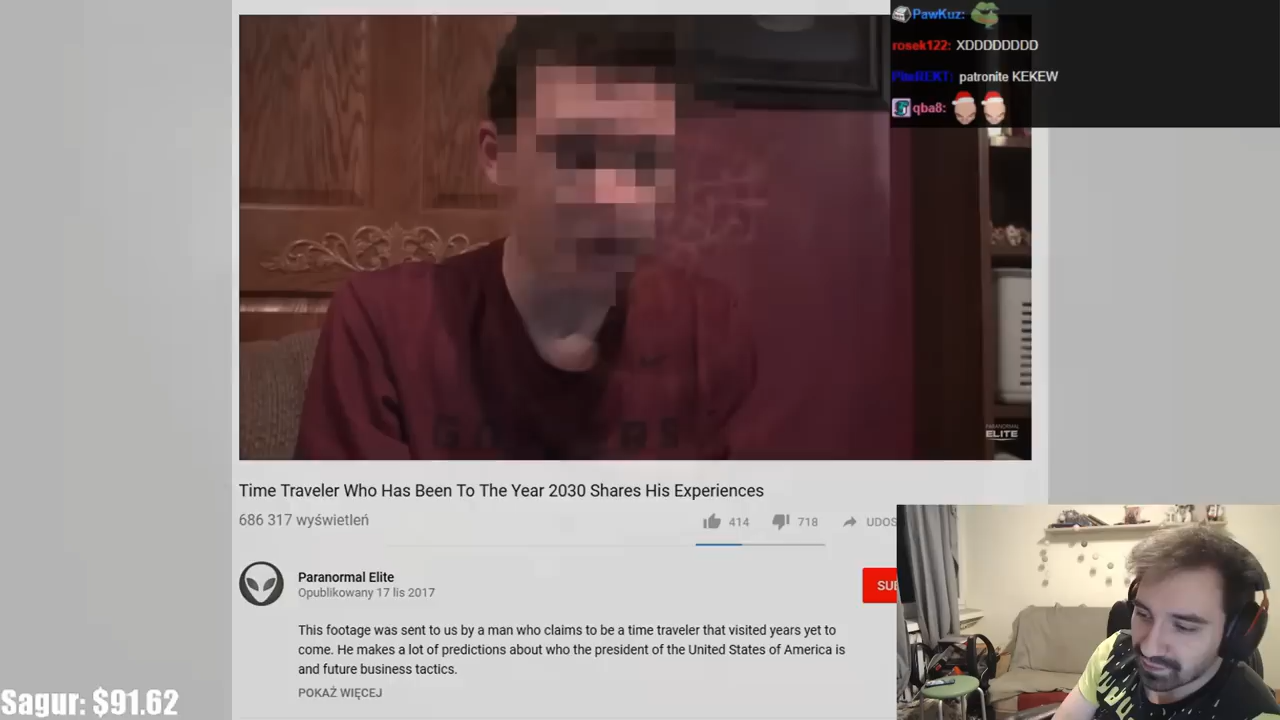 PawKuz:
rosek122: XDDDDDDDD
PiteREKT: patronite KEKEW
qba8:
PARANORMAL
ELITE
Time Traveler Who Has Been To The Year 2030 Shares His Experiences
686 317 wyświetleń
414
718
UDOS
Paranormal Elite
Opublikowany 17 lis 2017
SUB
This footage was sent to us by a man who claims to be a time traveler that visited years yet to
come. He makes a lot of predictions about who the president of the United States of America is
and future business tactics.
POKAŻ WIĘCEJ
Sagur: $91.62